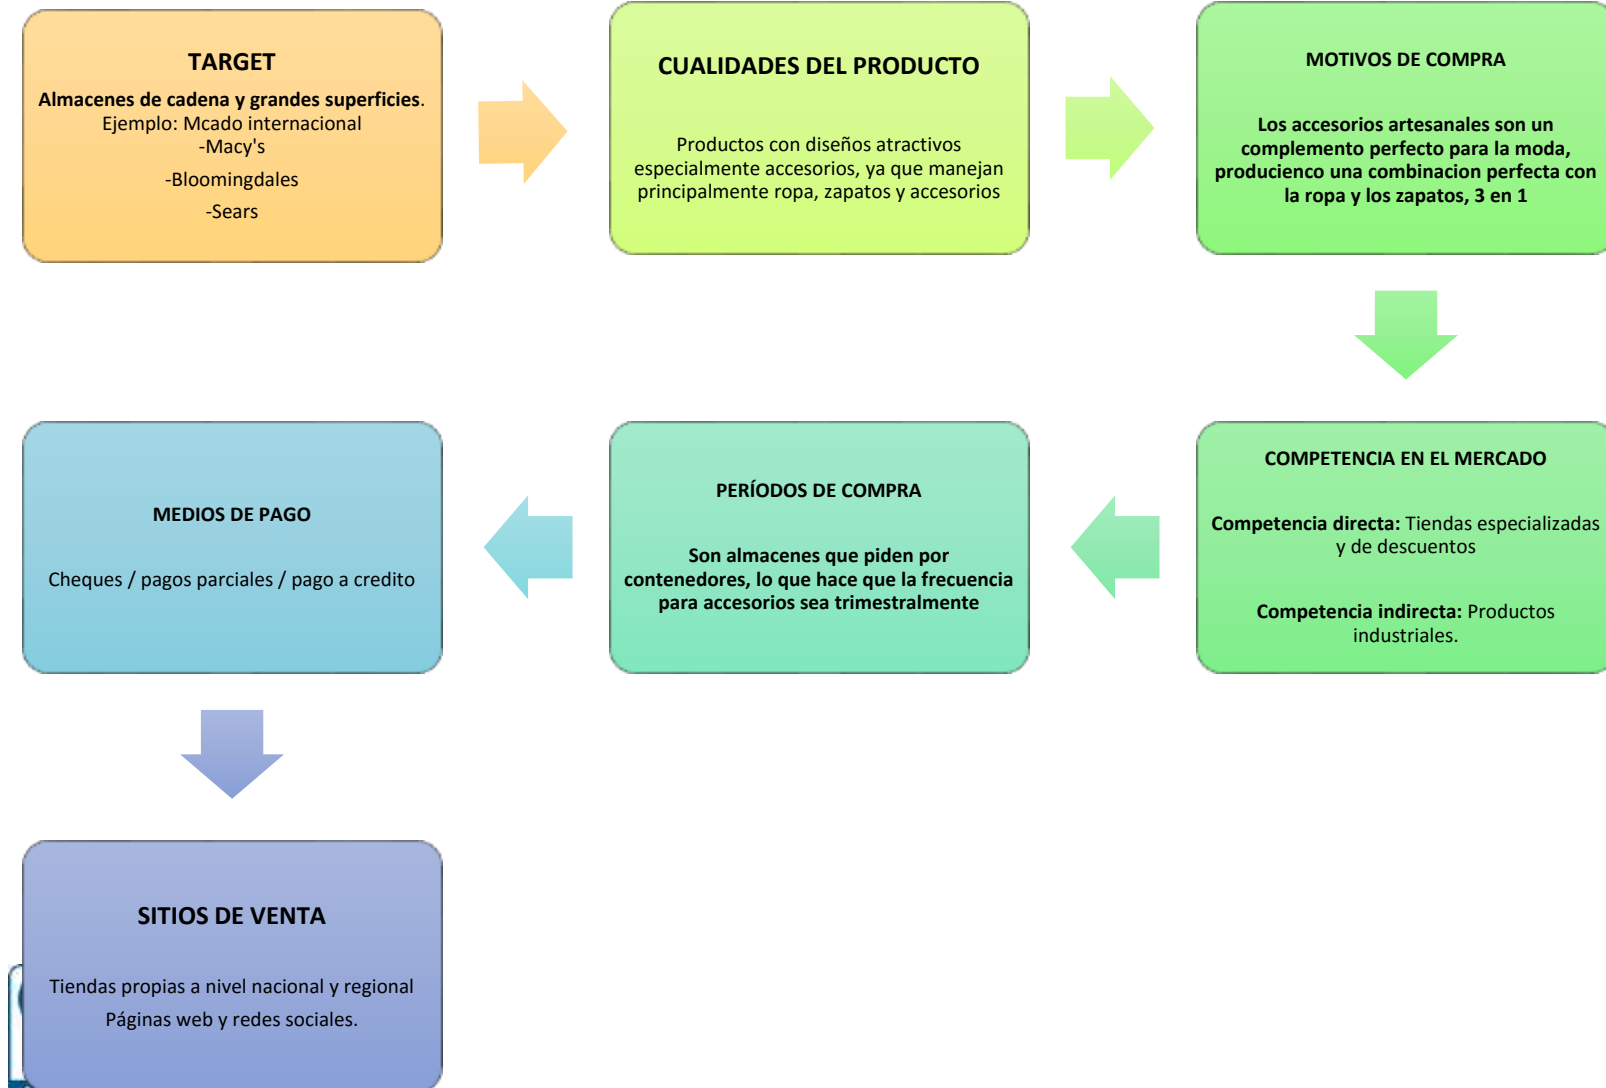 TARGET
Almacenes de cadena y grandes superficies.
Ejemplo: Mcado internacional
-Macy's
-Bloomingdales
-Sears
CUALIDADES DEL PRODUCTO
Productos con diseños atractivos
especialmente accesorios, ya que manejan
principalmente ropa, zapatos y accesorios
MOTIVOS DE COMPRA
Los accesorios artesanales son un
complemento perfecto para la moda,
producienco una combinacion perfecta con
la ropa y los zapatos, 3 en 1
COMPETENCIA EN EL MERCADO
Competencia directa: Tiendas especializadas
y de descuentos
Competencia indirecta: Productos
industriales.
PERÍODOS DE COMPRA
Son almacenes que piden por
contenedores, lo que hace que la frecuencia
para accesorios sea trimestralmente
MEDIOS DE PAGO
Cheques / pagos parciales / pago a credito
SITIOS DE VENTA
Tiendas propias a nivel nacional y regional
Páginas web y redes sociales.